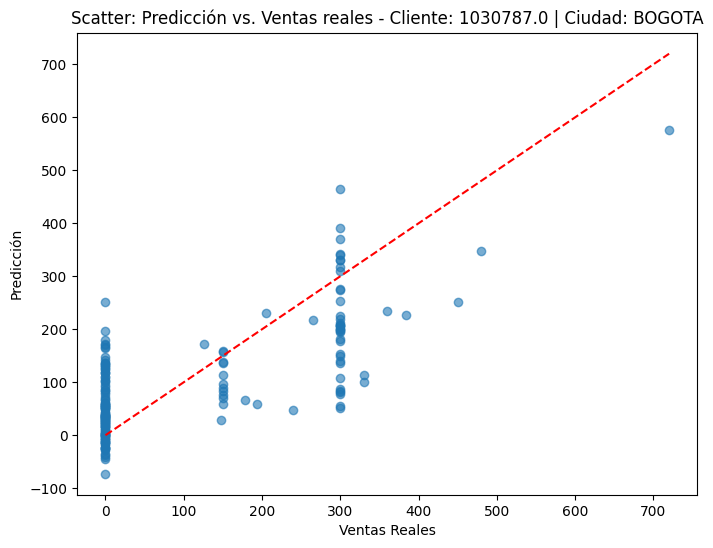 Scatter: Predicción vs. Ventas reales - Cliente: 1030787.0 | Ciudad: BOGOTA
700
600
500
400
300
200
100
0
−100
Predicción
0 100 200 300 400 500 600 700
Ventas Reales